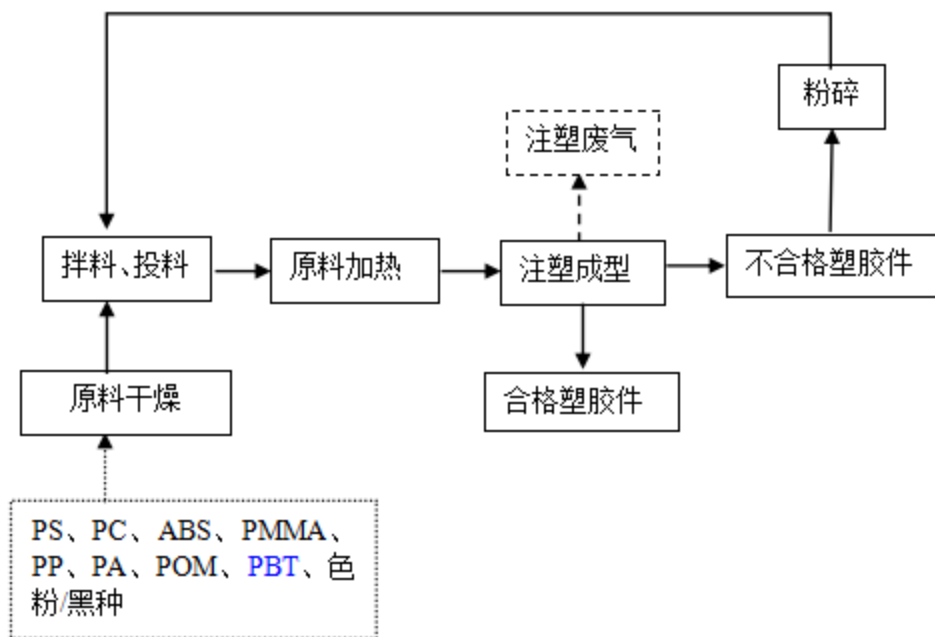 粉碎
注塑废气
拌料、投料
原料加热
注塑成型
不合格塑胶件
原料干燥
合格塑胶件
PS、PC、ABS、PMMA、
PP、PA、POM、PBT、色
粉/黑种